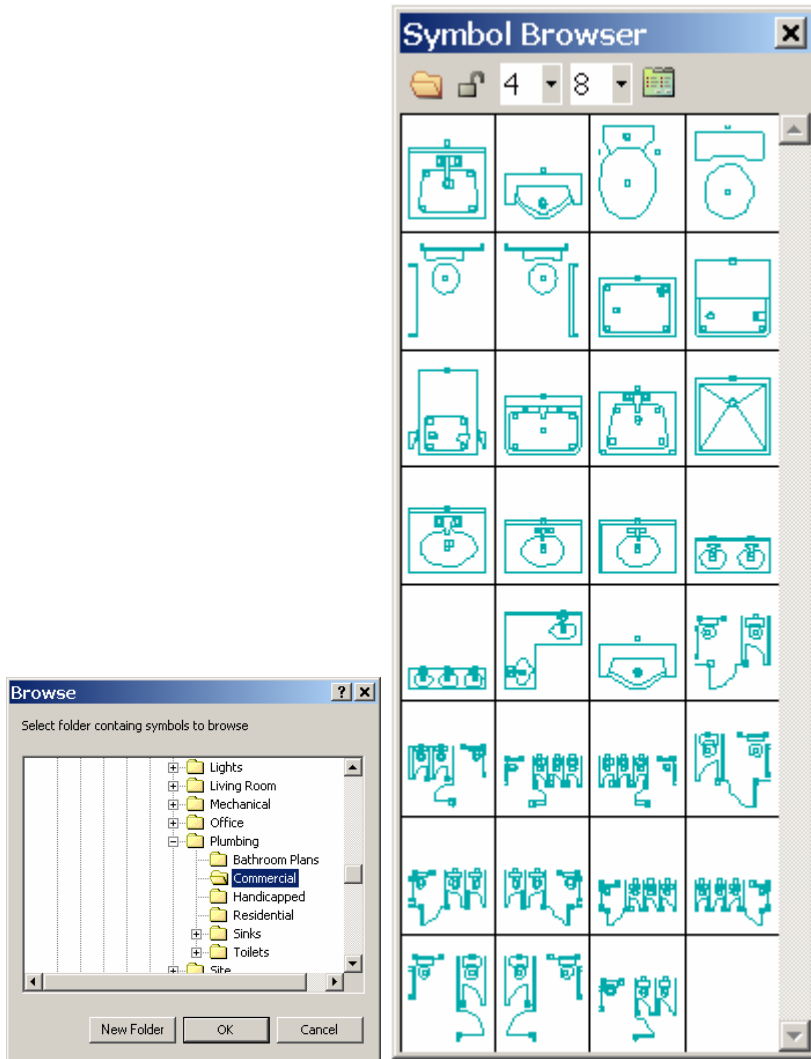 Symbol Browser
4 8
Browse
Select folder containg symbols to browse
Lights
Living Room
Mechanical
Office
Plumbing
Bathroom Plans
Commercial
Handicapped
Residential
Sinks
Toilets
Site
New Folder OK Cancel